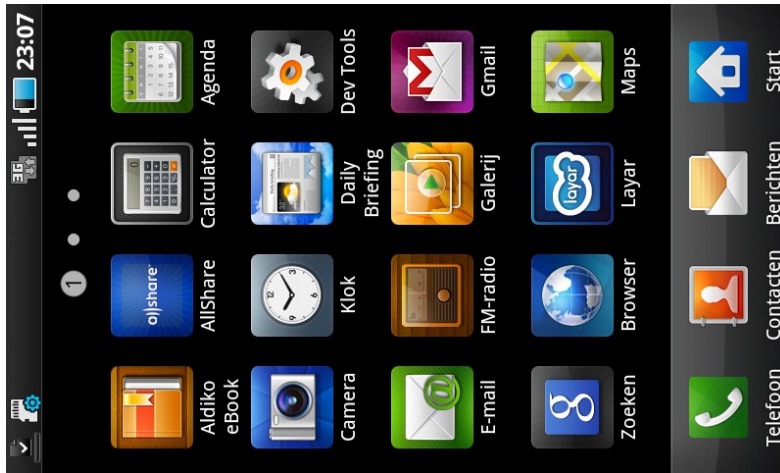 3G 23:07
1
allshare
Aldiko eBook
AllShare
Calculator
Agenda
Camera
Klok
Daily Briefing
Dev Tools
E-mail
FM-radio
Galerij
Gmail
g
layar
Zoeken
Browser
Layar
Maps
Telefoon
Contacten
Berichten
Start